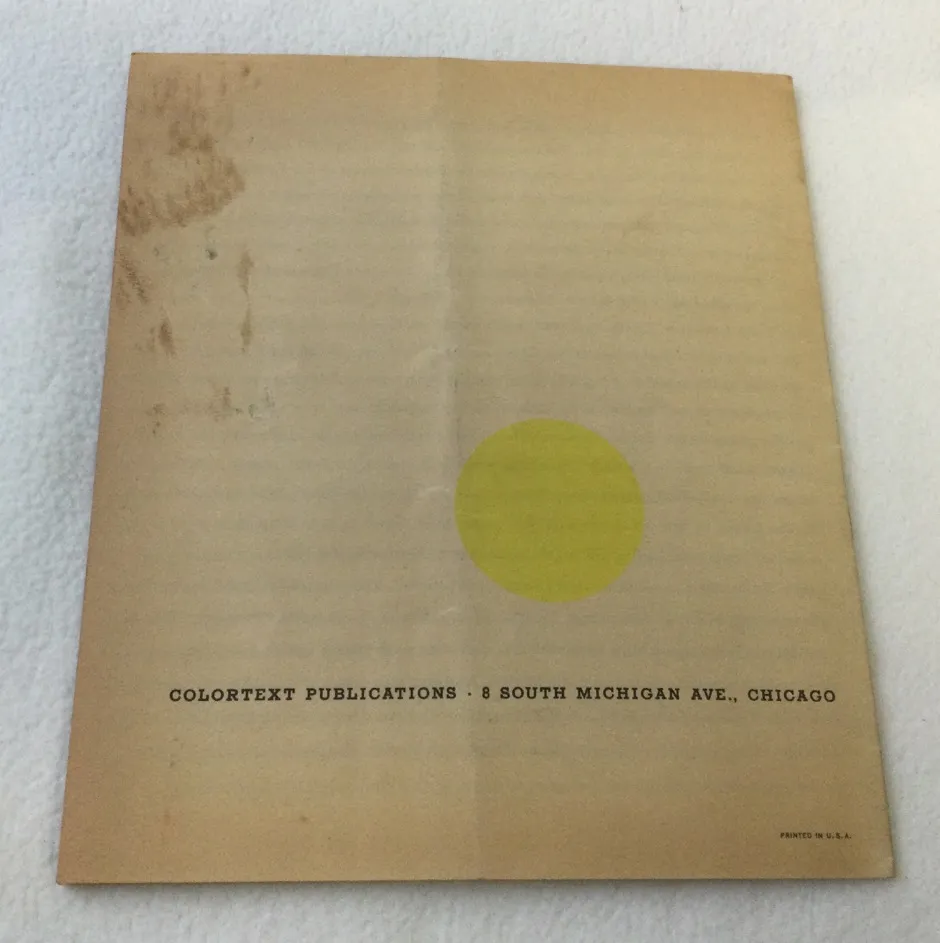 COLORTEXT PUBLICATIONS · 8 SOUTH MICHIGAN AVE., CHICAGO
PRINTED IN U.S.A.